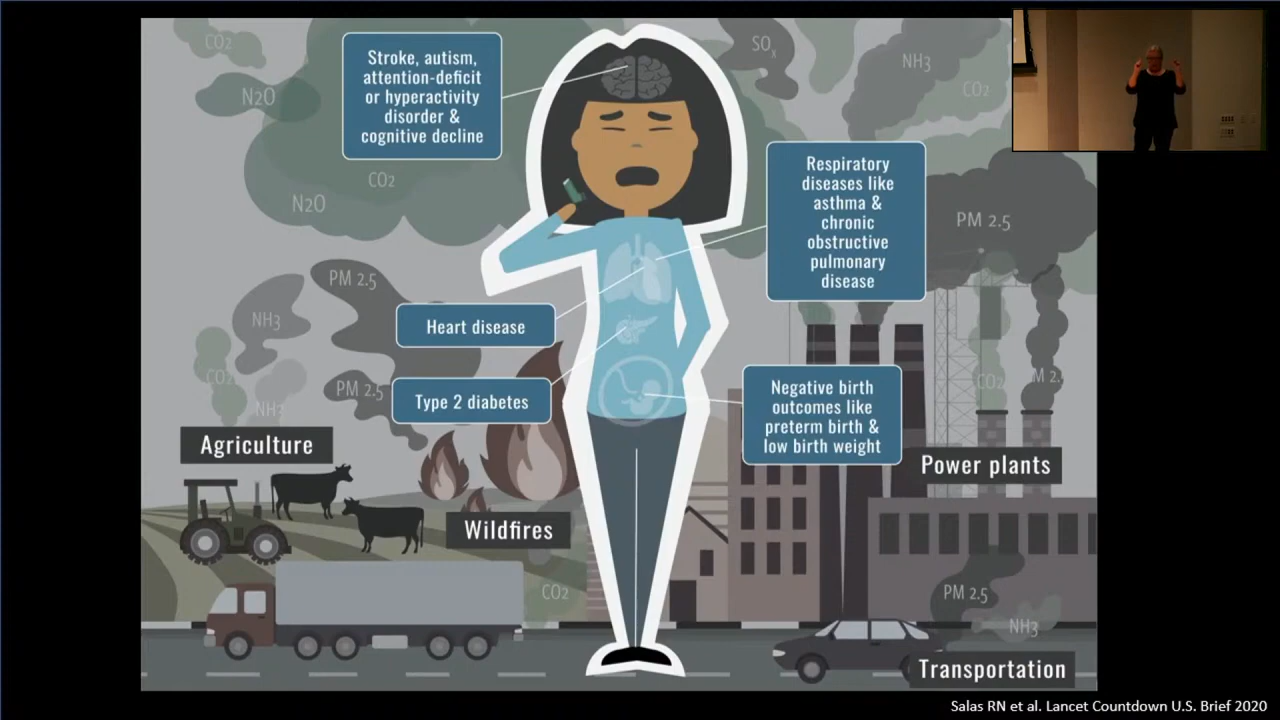 CO2
N2O
Stroke, autism,
attention-deficit
or hyperactivity
disorder &
cognitive decline
SOx
NH3
CO2
CO2
N2O
Respiratory
diseases like
asthma &
chronic
obstructive
pulmonary
disease
PM 2.5
PM 2.5
NH3
Heart disease
CO2
PM 2.5
NH3
Type 2 diabetes
Negative birth
outcomes like
preterm birth &
low birth weight
CO2
M 2.
Agriculture
Power plants
Wildfires
CO2
PM 2.5
NH3
Transportation
Salas RN et al. Lancet Countdown U.S. Brief 2020